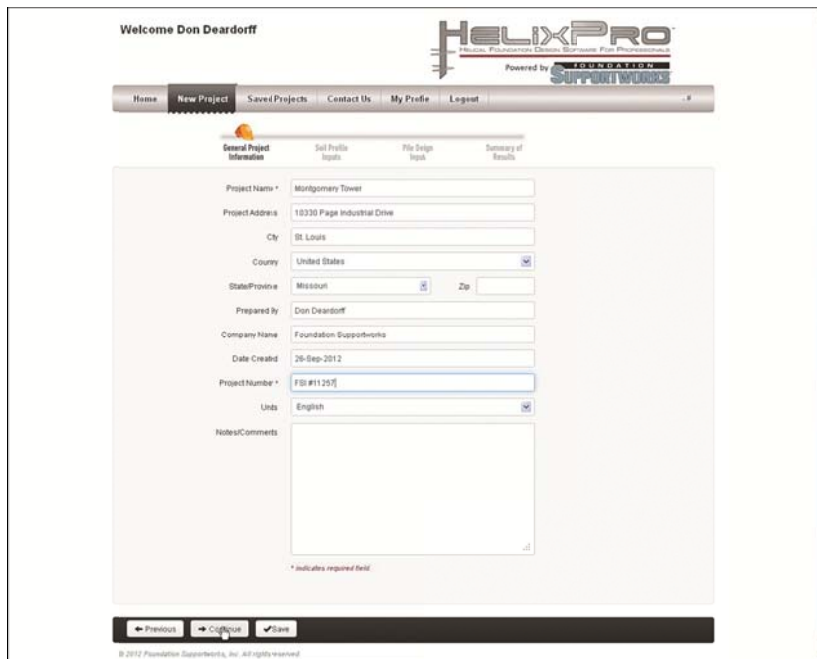 Welcome Don Deardorff
HELIXPRO
HELICAL FOUNDATION DESIGN SOFTWARE FOR PROFESSIONALS
Powered by FOUNDATION SUPPORTWORKS
Home New Project Saved Projects Contact Us My Profile Logout
General Project Information
Soil Profile Inputs
Pile Design Input
Summary of Results
Project Name * Montgomery Tower
Project Address 10330 Page Industrial Drive
City St. Louis
Country United States
State/Province Missouri Zip
Prepared By Don Deardorff
Company Name Foundation Supportworks
Date Created 26-Sep-2012
Project Number * FSI #11257
Units English
Notes/Comments
* indicates required field
Previous Continue Save
© 2012 Foundation Supportworks, Inc. All rights reserved